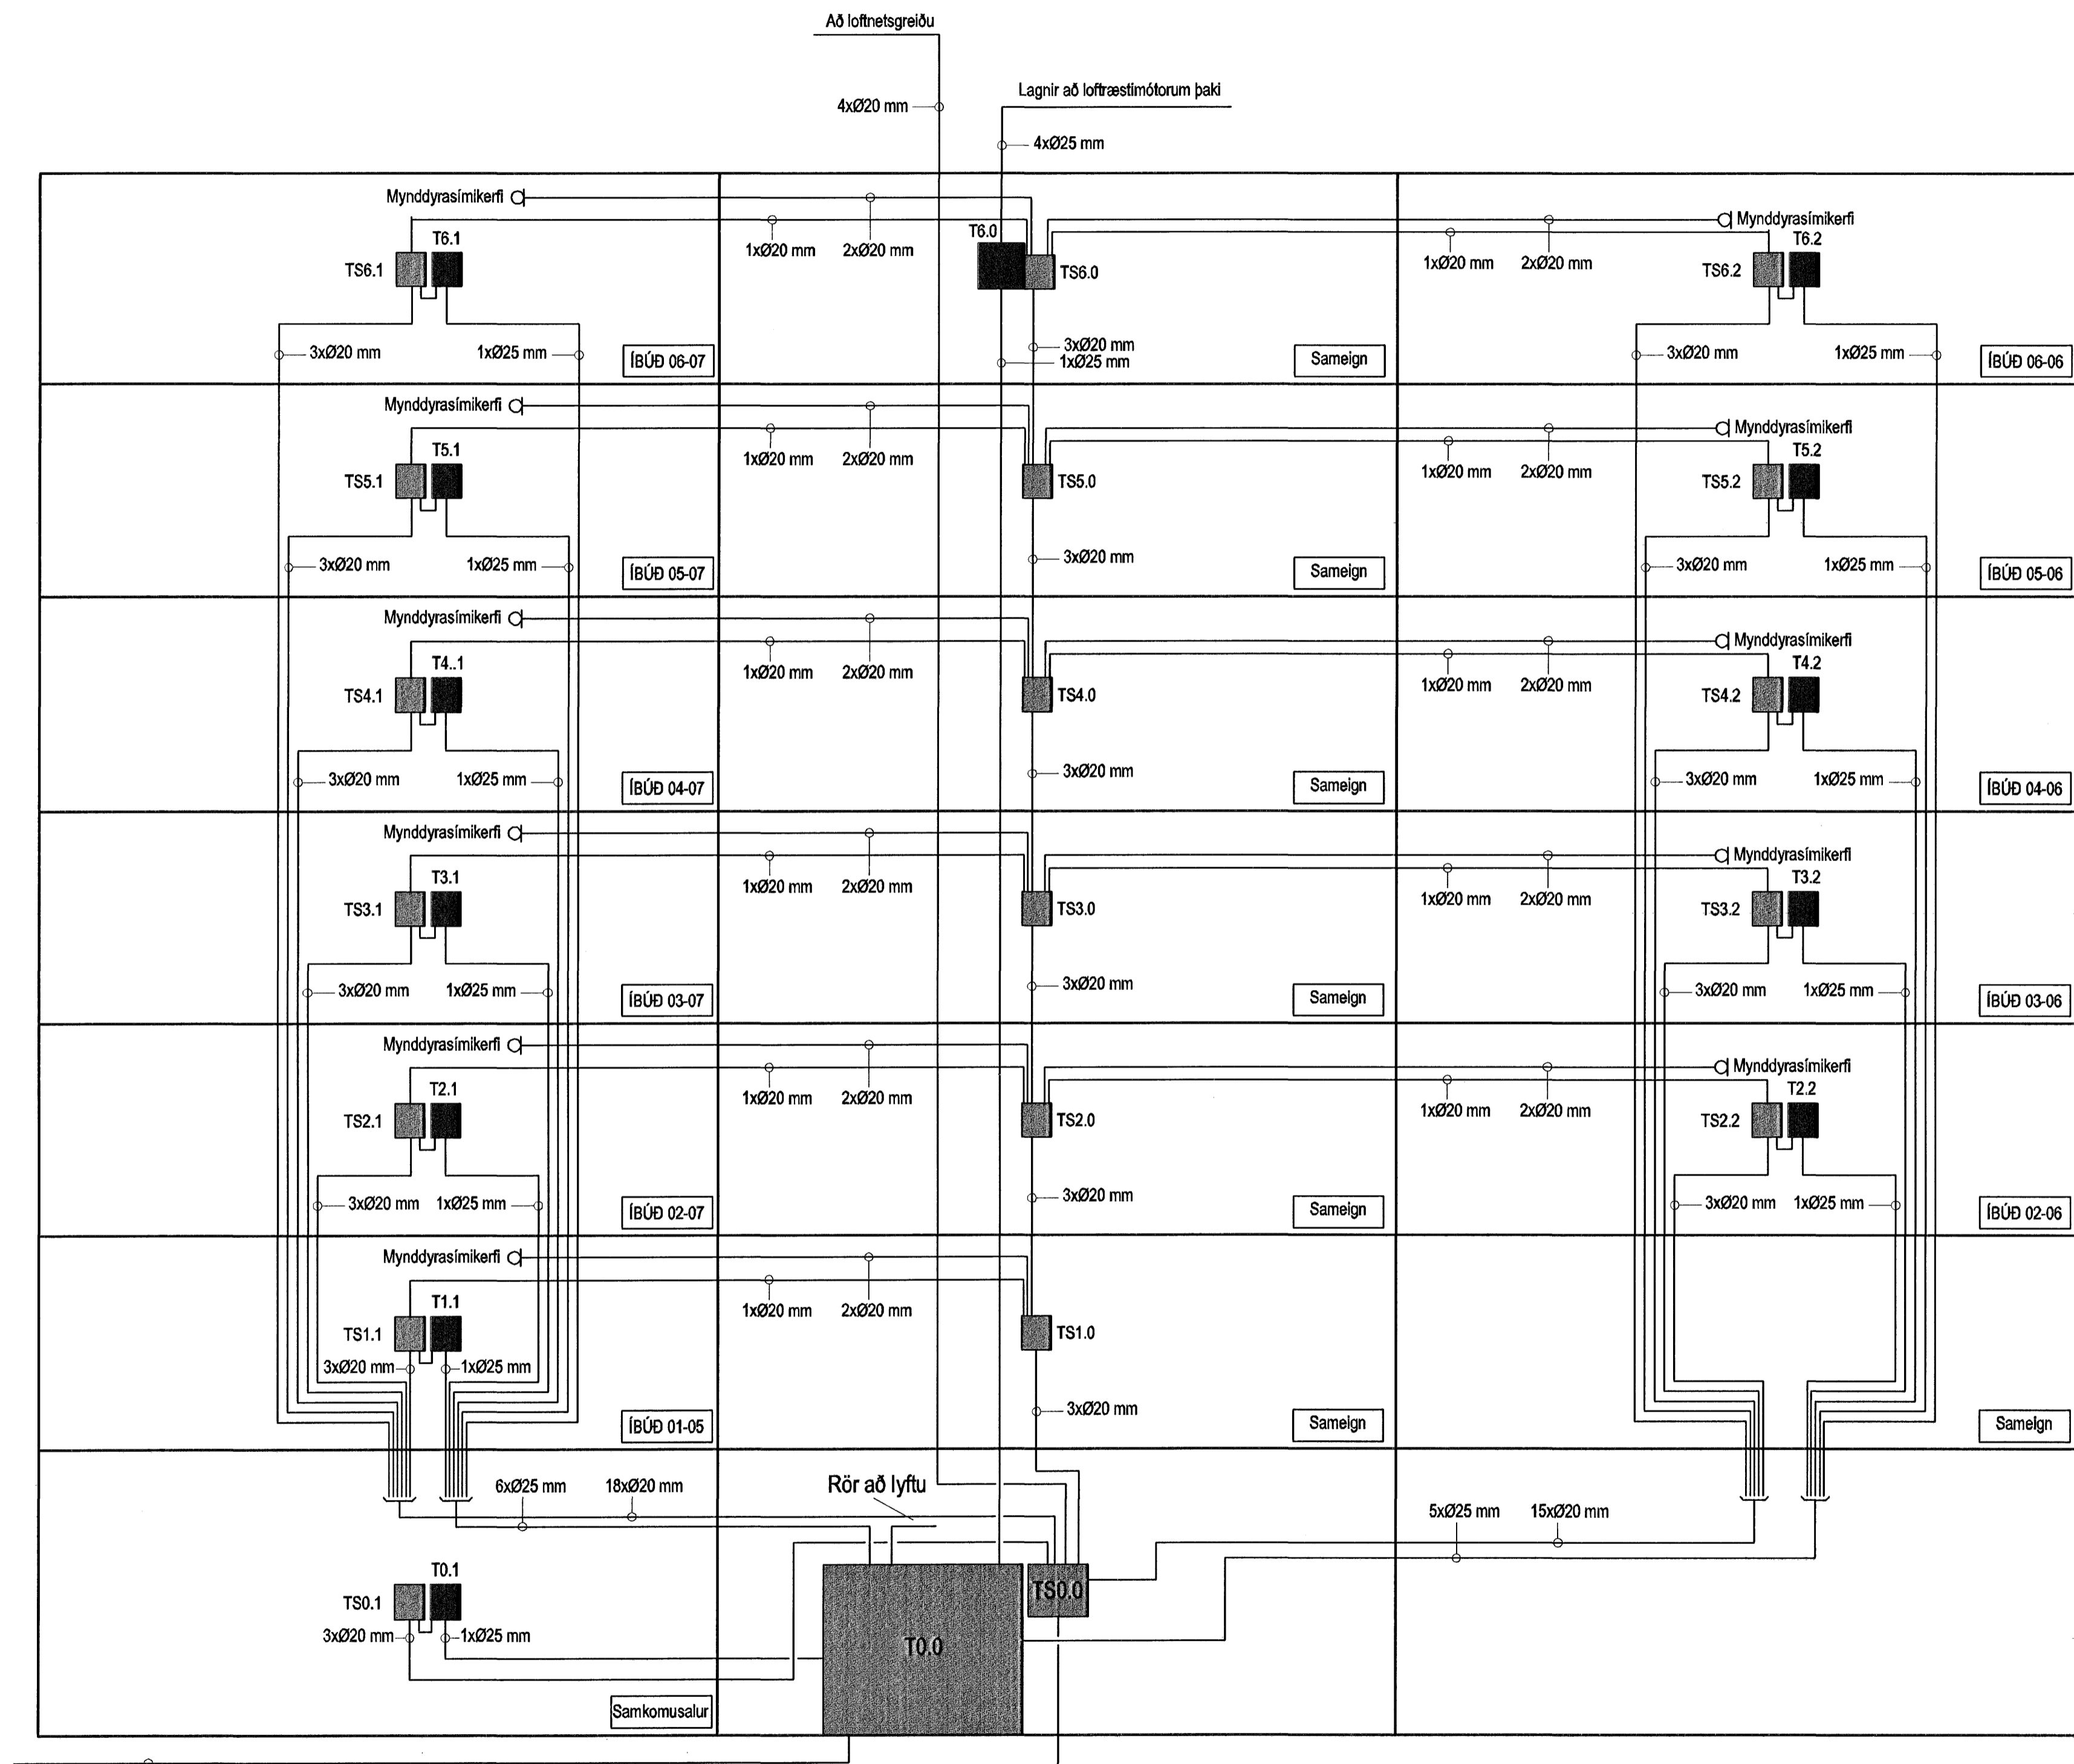 Að loftnetsgreiðu
4xØ20 mm
Lagnir að loftræstimótorum þaki
4xØ25 mm
Mynddyrasímikerfi
1xØ20 mm
2xØ20 mm
T6.1
TS6.1
3xØ20 mm
1xØ25 mm
ÍBÚÐ 06-07
T6.0
TS6.0
3xØ20 mm
1xØ25 mm
Sameign
Mynddyrasímikerfi
1xØ20 mm
2xØ20 mm
T6.2
TS6.2
3xØ20 mm
1xØ25 mm
ÍBÚÐ 06-06
Mynddyrasímikerfi
1xØ20 mm
2xØ20 mm
T5.1
TS5.1
3xØ20 mm
1xØ25 mm
ÍBÚÐ 05-07
TS5.0
3xØ20 mm
Sameign
Mynddyrasímikerfi
1xØ20 mm
2xØ20 mm
T5.2
TS5.2
3xØ20 mm
1xØ25 mm
ÍBÚÐ 05-06
Mynddyrasímikerfi
1xØ20 mm
2xØ20 mm
T4..1
TS4.1
3xØ20 mm
1xØ25 mm
ÍBÚÐ 04-07
TS4.0
3xØ20 mm
Sameign
Mynddyrasímikerfi
1xØ20 mm
2xØ20 mm
T4.2
TS4.2
3xØ20 mm
1xØ25 mm
ÍBÚÐ 04-06
Mynddyrasímikerfi
1xØ20 mm
2xØ20 mm
T3.1
TS3.1
3xØ20 mm
1xØ25 mm
ÍBÚÐ 03-07
TS3.0
3xØ20 mm
Sameign
Mynddyrasímikerfi
1xØ20 mm
2xØ20 mm
T3.2
TS3.2
3xØ20 mm
1xØ25 mm
ÍBÚÐ 03-06
Mynddyrasímikerfi
1xØ20 mm
2xØ20 mm
T2.1
TS2.1
3xØ20 mm
1xØ25 mm
ÍBÚÐ 02-07
TS2.0
3xØ20 mm
Sameign
Mynddyrasímikerfi
1xØ20 mm
2xØ20 mm
T2.2
TS2.2
3xØ20 mm
1xØ25 mm
ÍBÚÐ 02-06
Mynddyrasímikerfi
1xØ20 mm
2xØ20 mm
T1.1
TS1.1
3xØ20 mm
1xØ25 mm
ÍBÚÐ 01-05
TS1.0
3xØ20 mm
Sameign
Sameign
6xØ25 mm
18xØ20 mm
Rör að lyftu
5xØ25 mm
15xØ20 mm
T0.1
TS0.1
3xØ20 mm
1xØ25 mm
TS0.0
T0.0
Samkomusalur